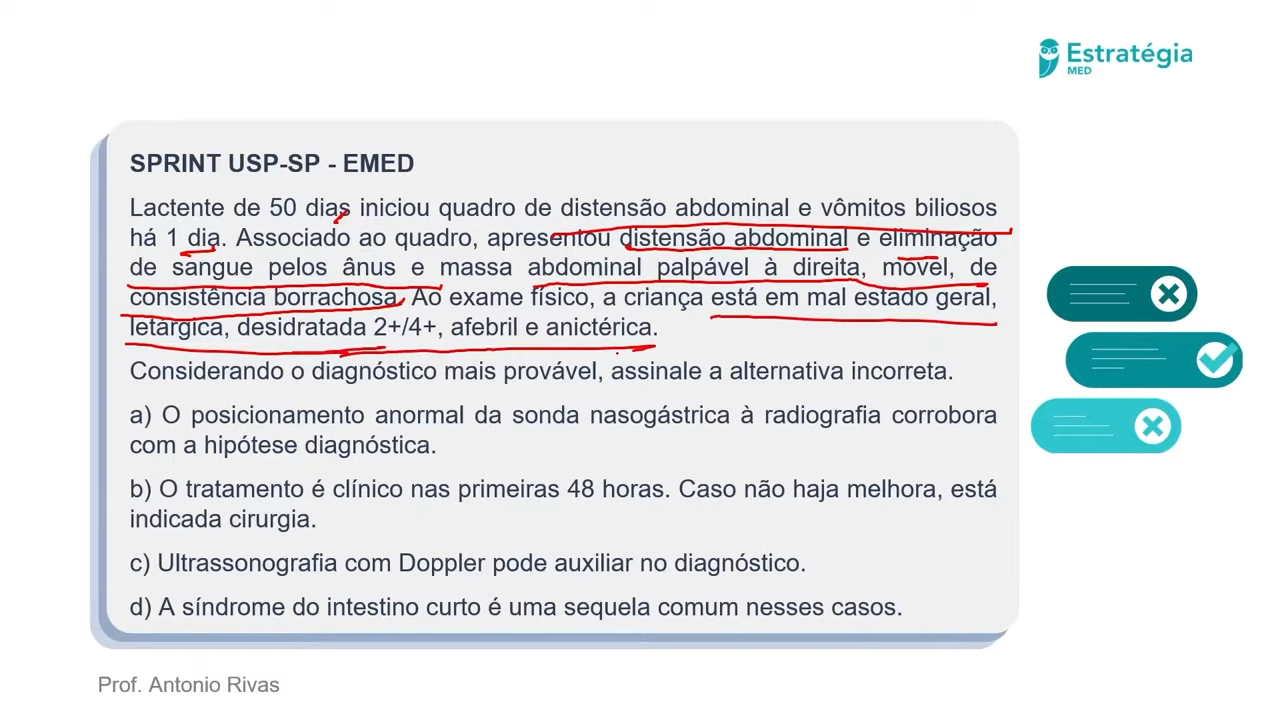 Estratégia
MED
SPRINT USP-SP - EMED
Lactente de 50 dias iniciou quadro de distensão abdominal e vômitos biliosos
há 1 dia. Associado ao quadro, apresentou distensão abdominal e eliminação
de sangue pelos ânus e massa abdominal palpável à direita, móvel, de
consistência borrachosa. Ao exame físico, a criança está em mal estado geral,
letárgica, desidratada 2+/4+, afebril e anictérica.
Considerando o diagnóstico mais provável, assinale a alternativa incorreta.
a) O posicionamento anormal da sonda nasogástrica à radiografia corrobora
com a hipótese diagnóstica.
b) O tratamento é clínico nas primeiras 48 horas. Caso não haja melhora, está
indicada cirurgia.
c) Ultrassonografia com Doppler pode auxiliar no diagnóstico.
d) A síndrome do intestino curto é uma sequela comum nesses casos.
Prof. Antonio Rivas